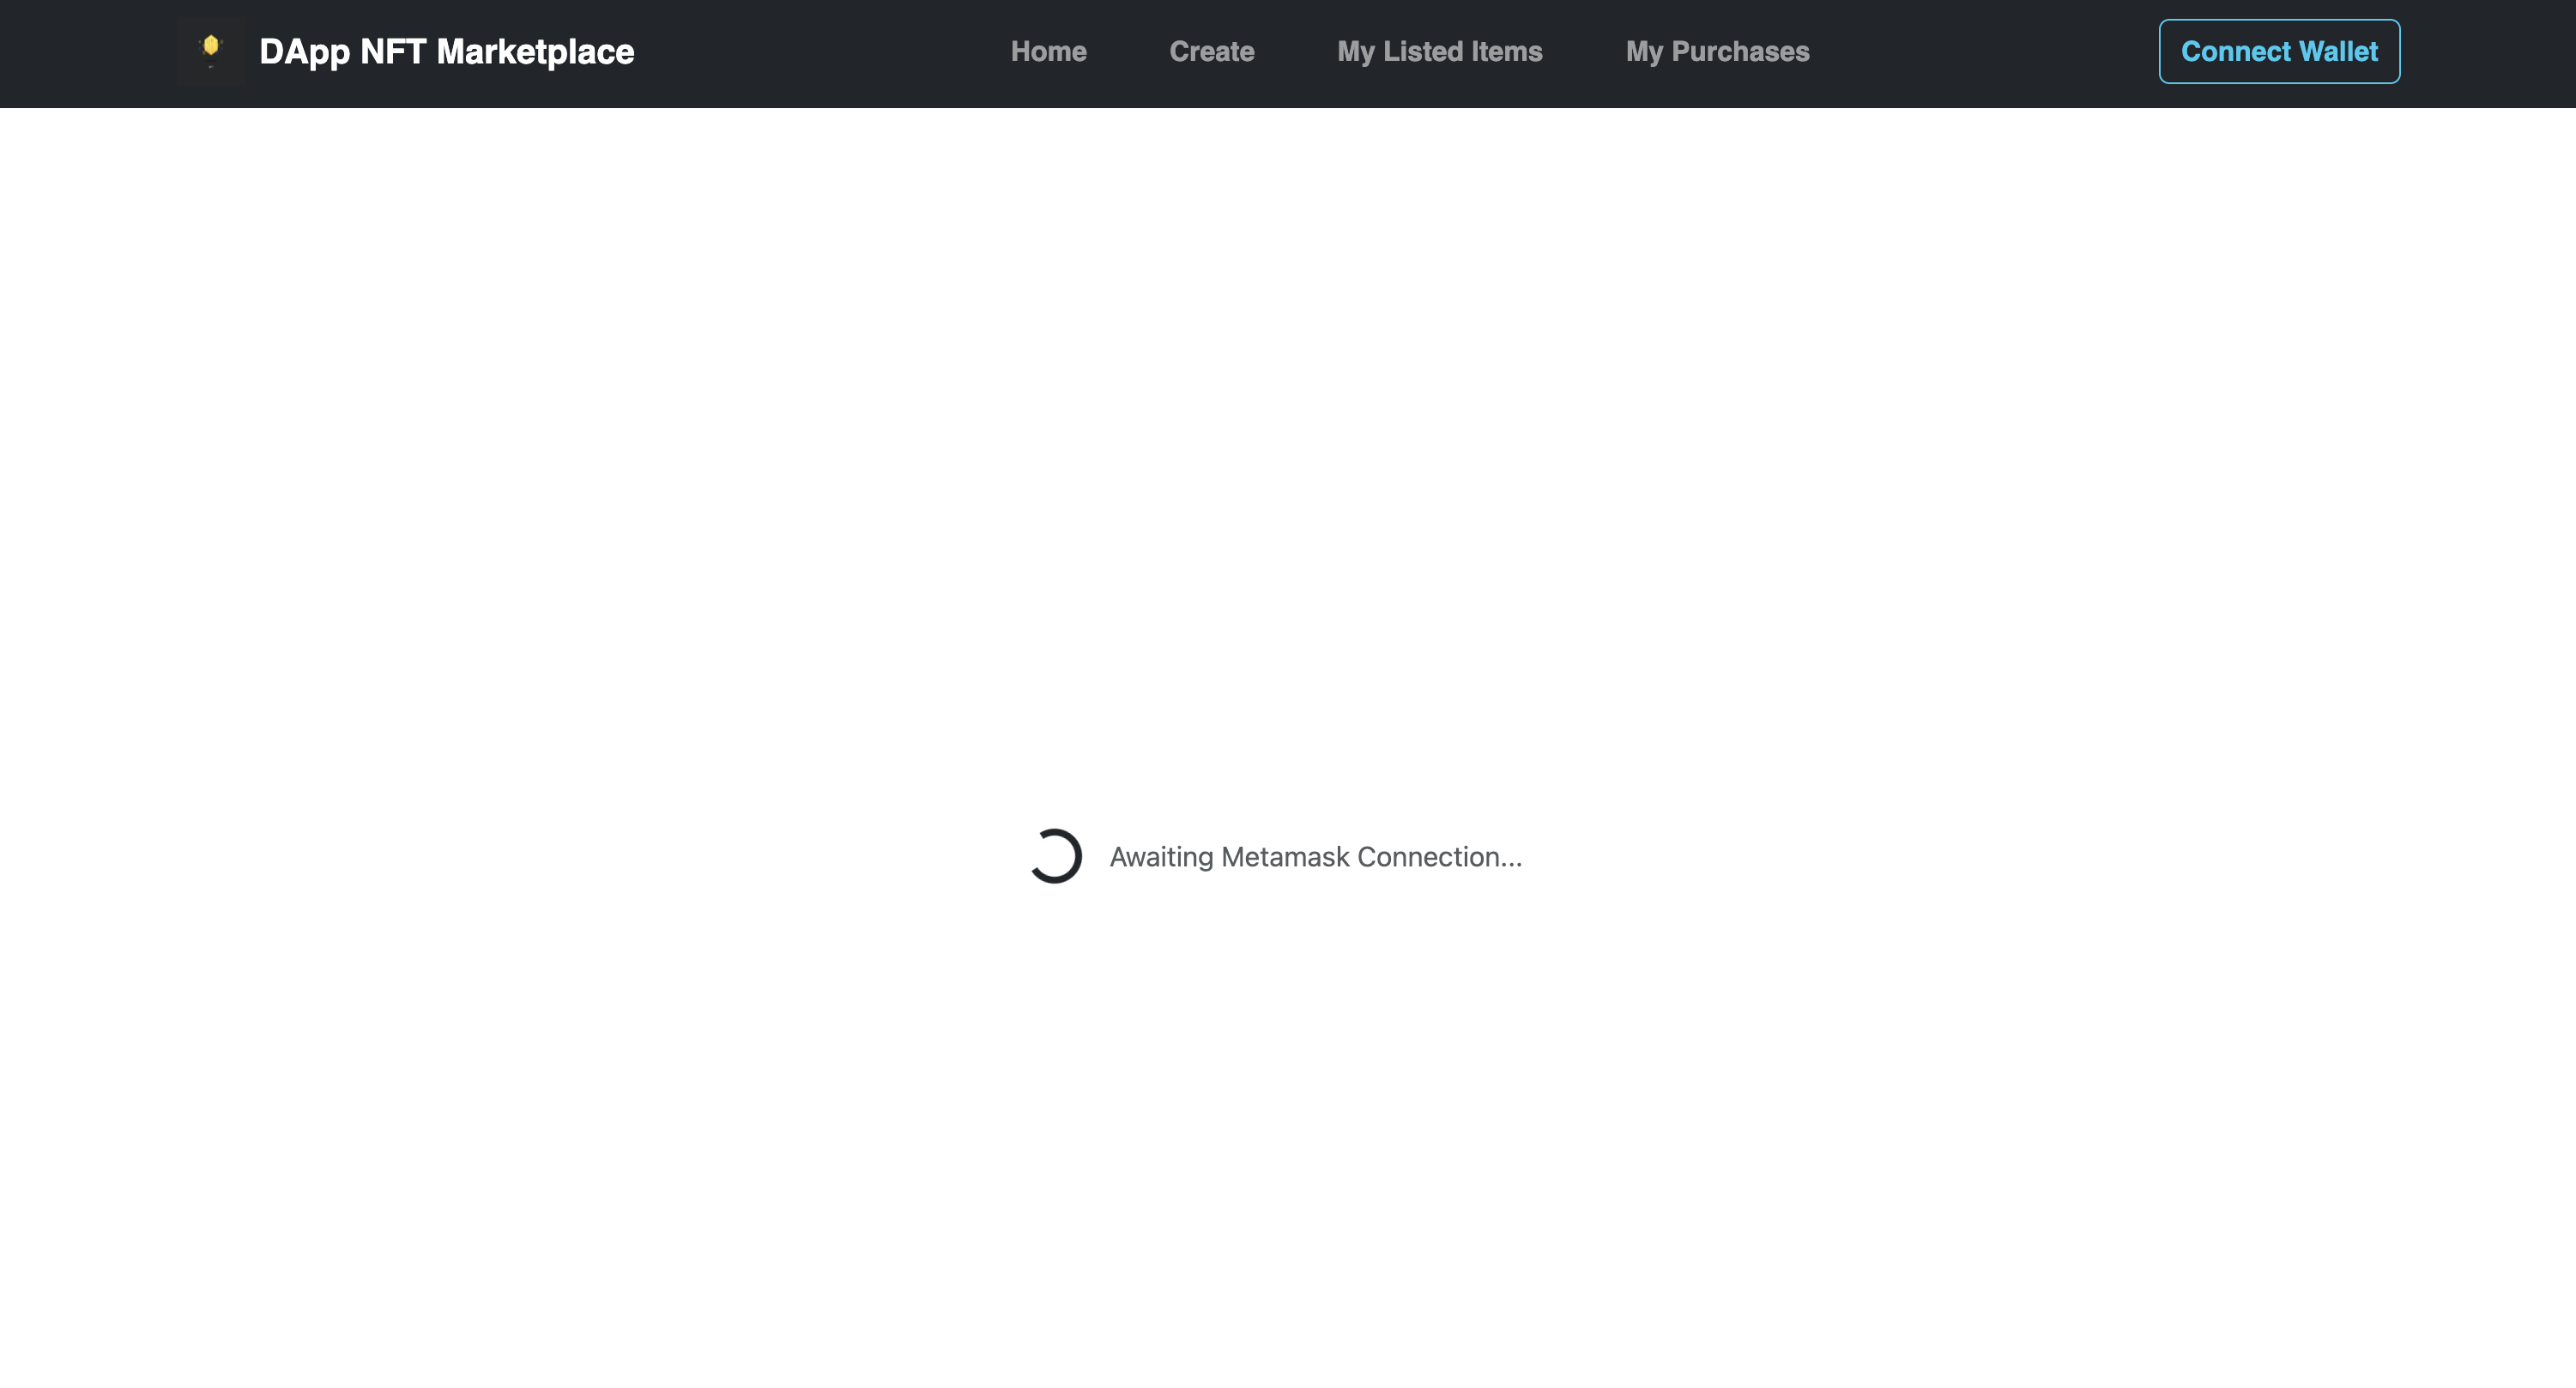 DApp NFT Marketplace
Home
Create
My Listed Items
My Purchases
Connect Wallet
Awaiting Metamask Connection...